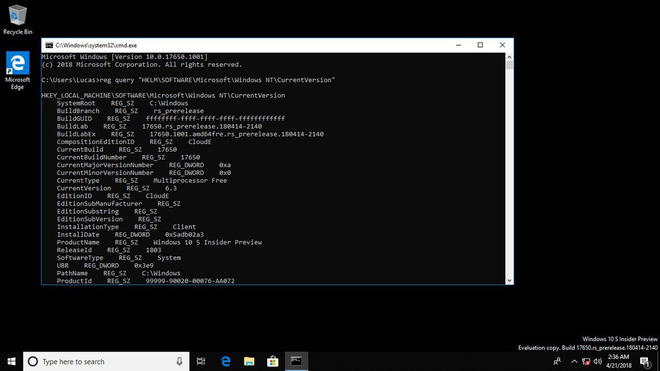 Recycle Bin
Microsoft
Edge
C:\Windows\system32\cmd.exe
Microsoft Windows [Version 10.0.17650.1001]
(c) 2018 Microsoft Corporation. All rights reserved.
C:\Users\Lucas>reg query "HKLM\SOFTWARE\Microsoft\Windows NT\CurrentVersion"
HKEY_LOCAL_MACHINE\SOFTWARE\Microsoft\Windows NT\CurrentVersion
SystemRoot REG_SZ C:\Windows
BuildBranch REG_SZ rs_prerelease
BuildGUID REG_SZ ffffffff-ffff-ffff-ffff-ffffffffffff
BuildLab REG_SZ 17650.rs_prerelease.180414-2140
BuildLabEx REG_SZ 17650.1001.amd64fre.rs_prerelease.180414-2140
CompositionEditionID REG_SZ CloudE
CurrentBuild REG_SZ 17650
CurrentBuildNumber REG_SZ 17650
CurrentMajorVersionNumber REG_DWORD 0xa
CurrentMinorVersionNumber REG_DWORD 0x0
CurrentType REG_SZ Multiprocessor Free
CurrentVersion REG_SZ 6.3
EditionID REG_SZ CloudE
EditionSubManufacturer REG_SZ
EditionSubstring REG_SZ
EditionSubVersion REG_SZ
InstallationType REG_SZ Client
InstallDate REG_DWORD 0x5adb02a3
ProductName REG_SZ Windows 10 S Insider Preview
ReleaseId REG_SZ 1803
SoftwareType REG_SZ System
UBR REG_DWORD 0x3e9
PathName REG_SZ C:\Windows
ProductId REG_SZ 99999-90020-00076-AA072
Windows 10 S Insider Preview
Evaluation copy. Build 17650.rs_prerelease.180414-2140
Type here to search
2:36 AM
4/21/2018
1